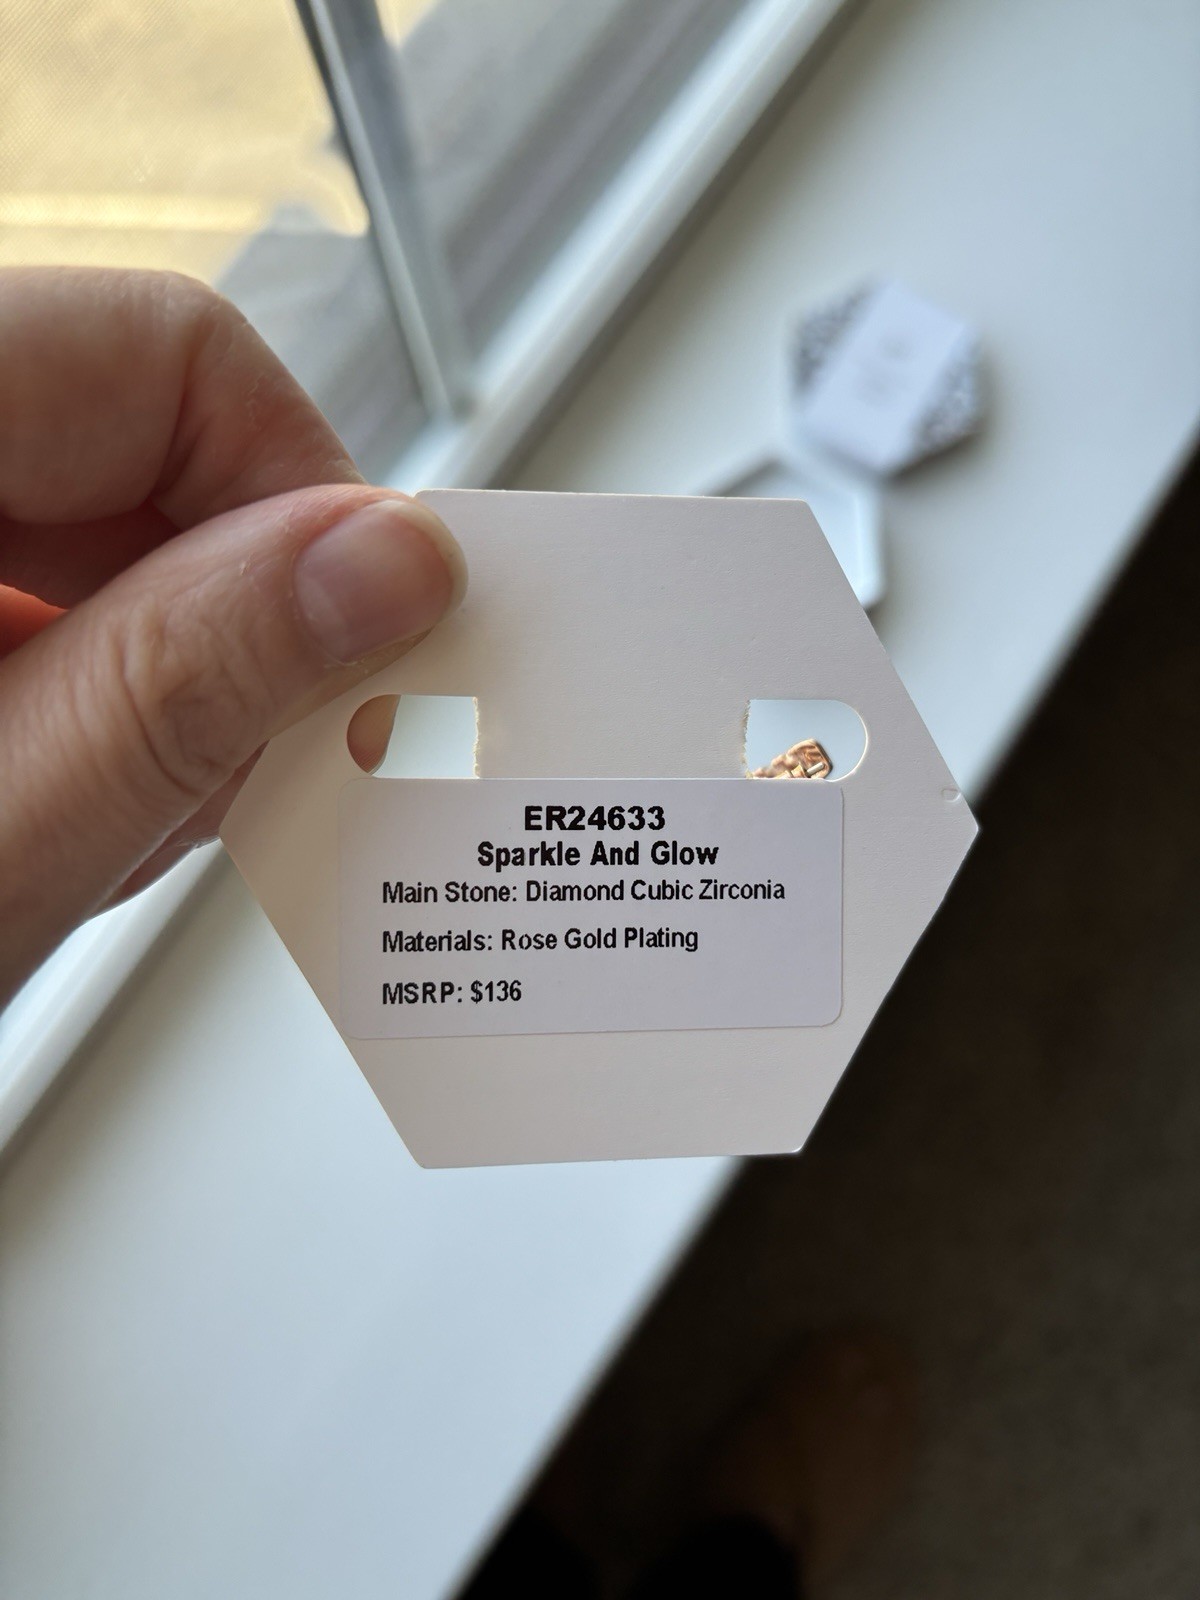 ER24633
Sparkle And Glow
Main Stone: Diamond Cubic Zirconia
Materials: Rose Gold Plating
MSRP: $136